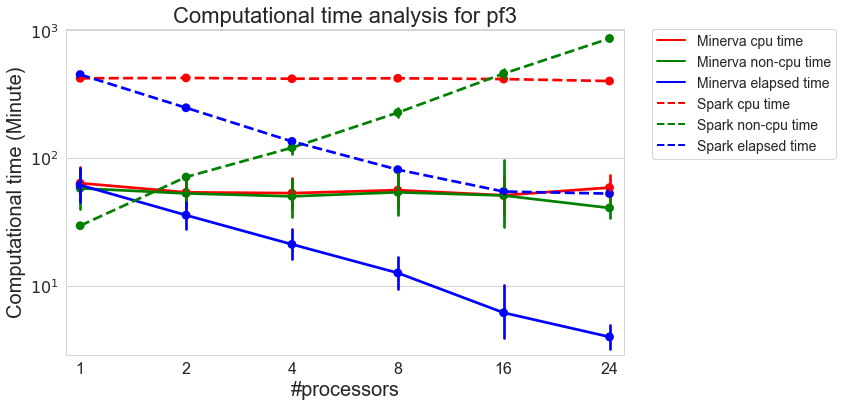 Computational time analysis for pf3
Computational time (Minute)
10³
10²
10¹
1 2 4 8 16 24
#processors
Minerva cpu time
Minerva non-cpu time
Minerva elapsed time
Spark cpu time
Spark non-cpu time
Spark elapsed time